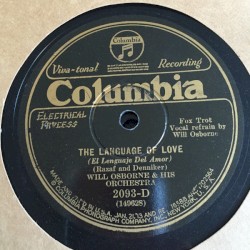 Viva-tonal Recording
Columbia
ELECTRICAL
PROCESS
Fox Trot
Vocal refrain by
Will Osborne
THE LANGUAGE OF LOVE
(El Lenguaje Del Amor)
(Razaf and Denniker)
WILL OSBORNE & HIS
ORCHESTRA
2093-D
(149628)